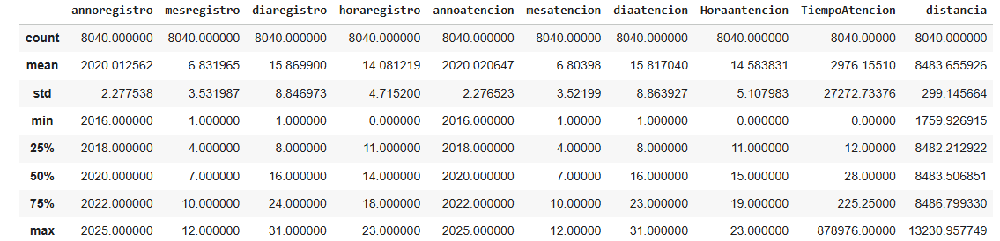 annoregistro mesregistro diaregistro horaregistro annoatencion mesatencion diaatencion Horaantencion TiempoAtencion distancia
count 8040.000000 8040.000000 8040.000000 8040.000000 8040.000000 8040.00000 8040.000000 8040.000000 8040.00000 8040.000000
mean 2020.012562 6.831965 15.869900 14.081219 2020.020647 6.80398 15.817040 14.583831 2976.15510 8483.655926
std 2.277538 3.531987 8.846973 4.715200 2.276523 3.52199 8.863927 5.107983 27272.73376 299.145664
min 2016.000000 1.000000 1.000000 0.000000 2016.000000 1.00000 1.000000 0.000000 0.00000 1759.926915
25% 2018.000000 4.000000 8.000000 11.000000 2018.000000 4.00000 8.000000 11.000000 12.00000 8482.212922
50% 2020.000000 7.000000 16.000000 14.000000 2020.000000 7.00000 16.000000 15.000000 28.00000 8483.506851
75% 2022.000000 10.000000 24.000000 18.000000 2022.000000 10.00000 23.000000 19.000000 225.25000 8486.799330
max 2025.000000 12.000000 31.000000 23.000000 2025.000000 12.00000 31.000000 23.000000 878976.00000 13230.957749